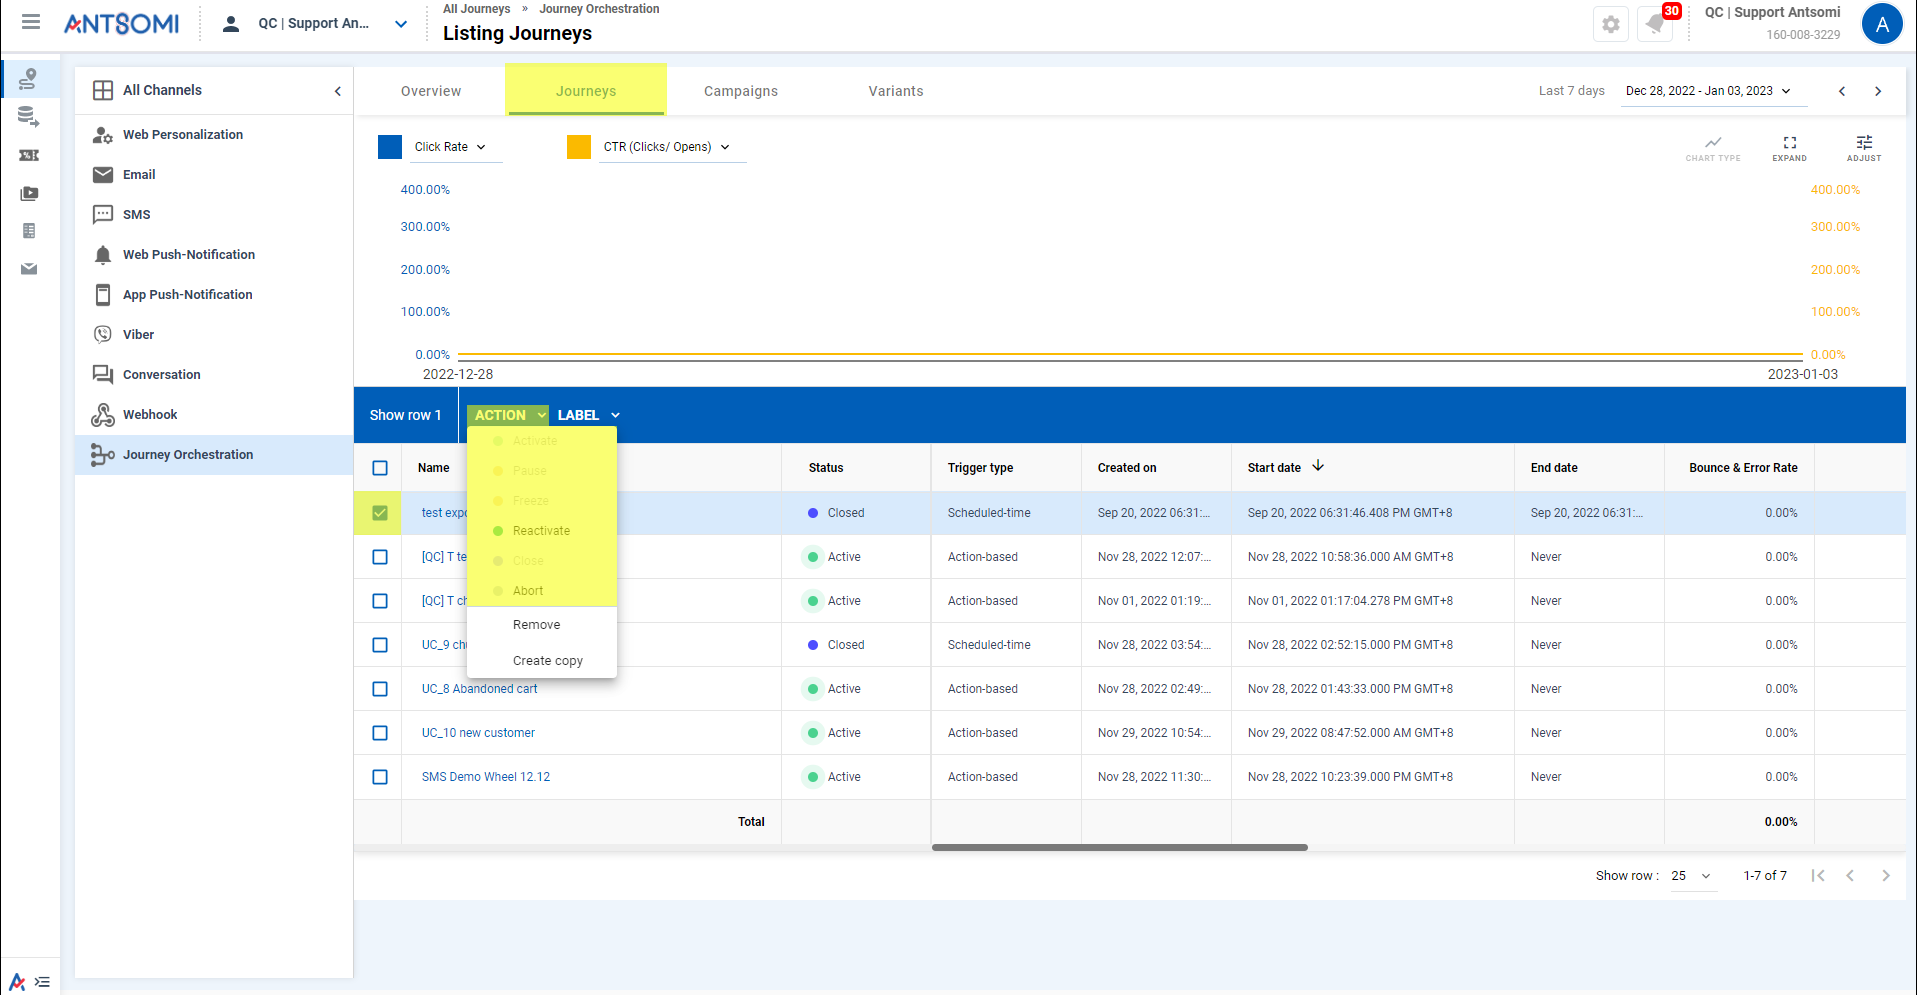 ANTSOMI
QC | Support An...
All Journeys » Journey Orchestration
Listing Journeys
30
QC | Support Antsomi
160-008-3229
A
All Channels
Web Personalization
Email
SMS
Web Push-Notification
App Push-Notification
Viber
Conversation
Webhook
Journey Orchestration
Overview
Journeys
Campaigns
Variants
Last 7 days
Dec 28, 2022 - Jan 03, 2023
Click Rate
CTR (Clicks/ Opens)
CHART TYPE
EXPAND
ADJUST
400.00% 400.00%
300.00% 300.00%
200.00% 200.00%
100.00% 100.00%
0.00% 0.00%
2022-12-28 2023-01-03
Show row 1
ACTION
LABEL
Activate
Pause
Freeze
Reactivate
Close
Abort
Remove
Create copy
Name Status Trigger type Created on Start date End date Bounce & Error Rate
test expo Closed Scheduled-time Sep 20, 2022 06:31:... Sep 20, 2022 06:31:46.408 PM GMT+8 Sep 20, 2022 06:31:... 0.00%
[QC] T te Active Action-based Nov 28, 2022 12:07:... Nov 28, 2022 10:58:36.000 AM GMT+8 Never 0.00%
[QC] T ch Active Action-based Nov 01, 2022 01:19:... Nov 01, 2022 01:17:04.278 PM GMT+8 Never 0.00%
UC_9 chu Closed Scheduled-time Nov 28, 2022 03:54:... Nov 28, 2022 02:52:15.000 PM GMT+8 Never 0.00%
UC_8 Abandoned cart Active Action-based Nov 28, 2022 02:49:... Nov 28, 2022 01:43:33.000 PM GMT+8 Never 0.00%
UC_10 new customer Active Action-based Nov 29, 2022 10:54:... Nov 29, 2022 08:47:52.000 AM GMT+8 Never 0.00%
SMS Demo Wheel 12.12 Active Action-based Nov 28, 2022 11:30:... Nov 28, 2022 10:23:39.000 PM GMT+8 Never 0.00%
Total 0.00%
Show row : 25 1-7 of 7